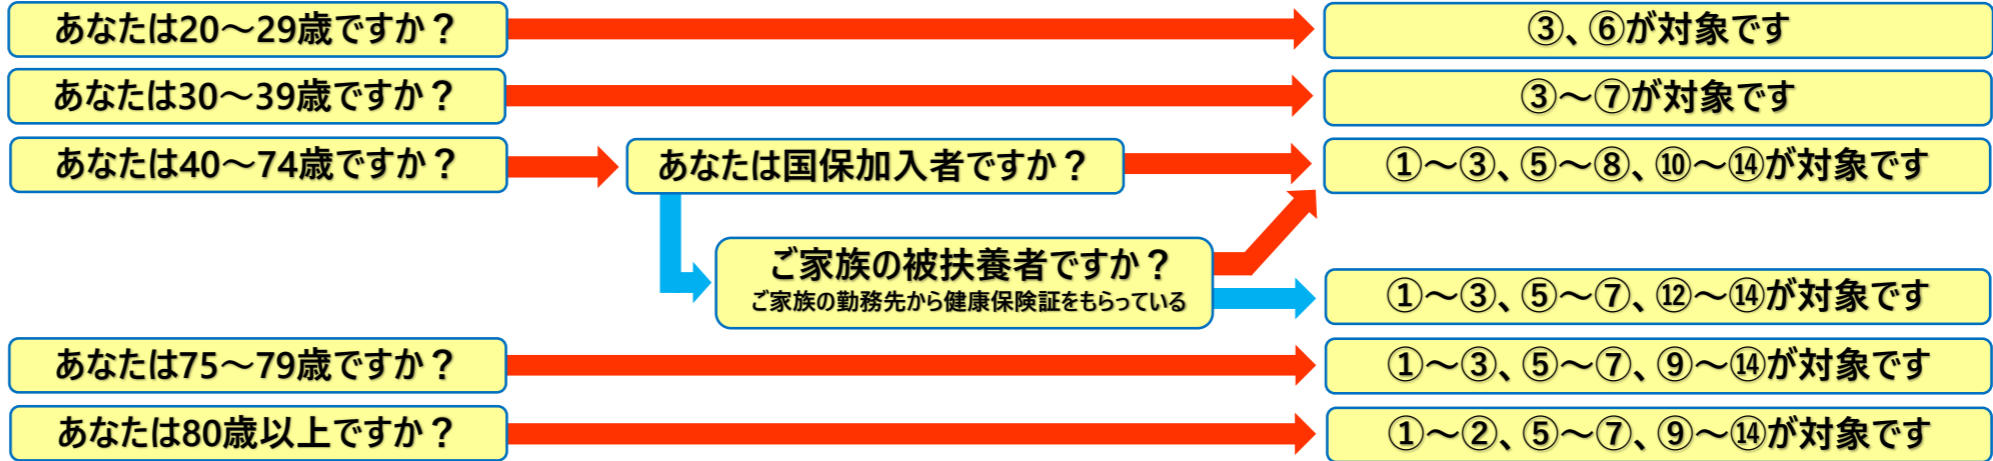 あなたは20～29歳ですか？
③、⑥が対象です
あなたは30～39歳ですか？
③～⑦が対象です
あなたは40～74歳ですか？
あなたは国保加入者ですか？
①～③、⑤～⑧、⑩～⑭が対象です
ご家族の被扶養者ですか？
ご家族の勤務先から健康保険証をもらっている
①～③、⑤～⑦、⑫～⑭が対象です
あなたは75～79歳ですか？
①～③、⑤～⑦、⑨～⑭が対象です
あなたは80歳以上ですか？
①～②、⑤～⑦、⑨～⑭が対象です